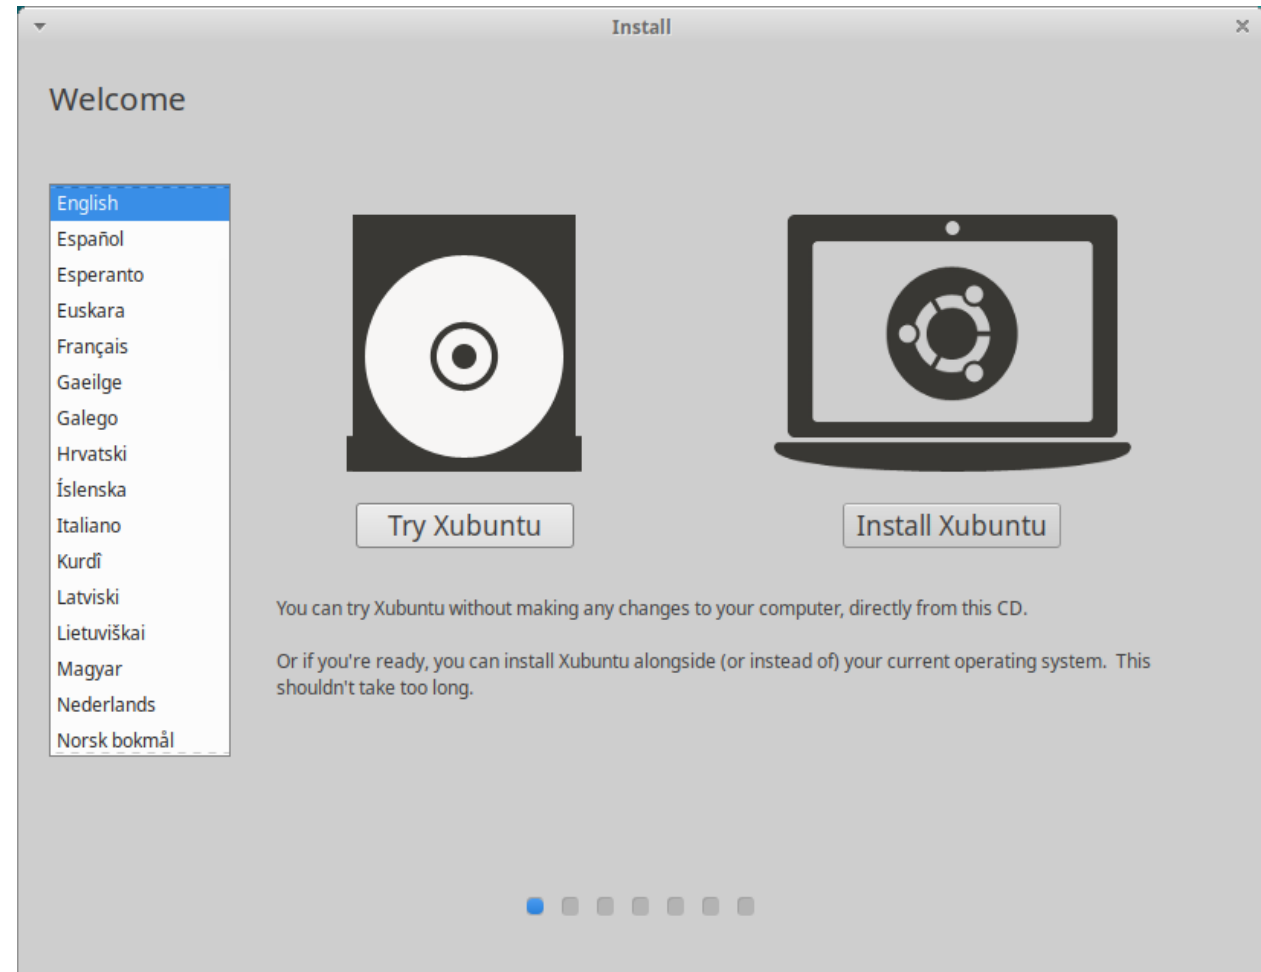 Install
Welcome
English
Español
Esperanto
Euskara
Français
Gaeilge
Galego
Hrvatski
Íslenska
Italiano
Kurdî
Latviski
Lietuviškai
Magyar
Nederlands
Norsk bokmål
Try Xubuntu
Install Xubuntu
You can try Xubuntu without making any changes to your computer, directly from this CD.
Or if you're ready, you can install Xubuntu alongside (or instead of) your current operating system.  This
shouldn't take too long.